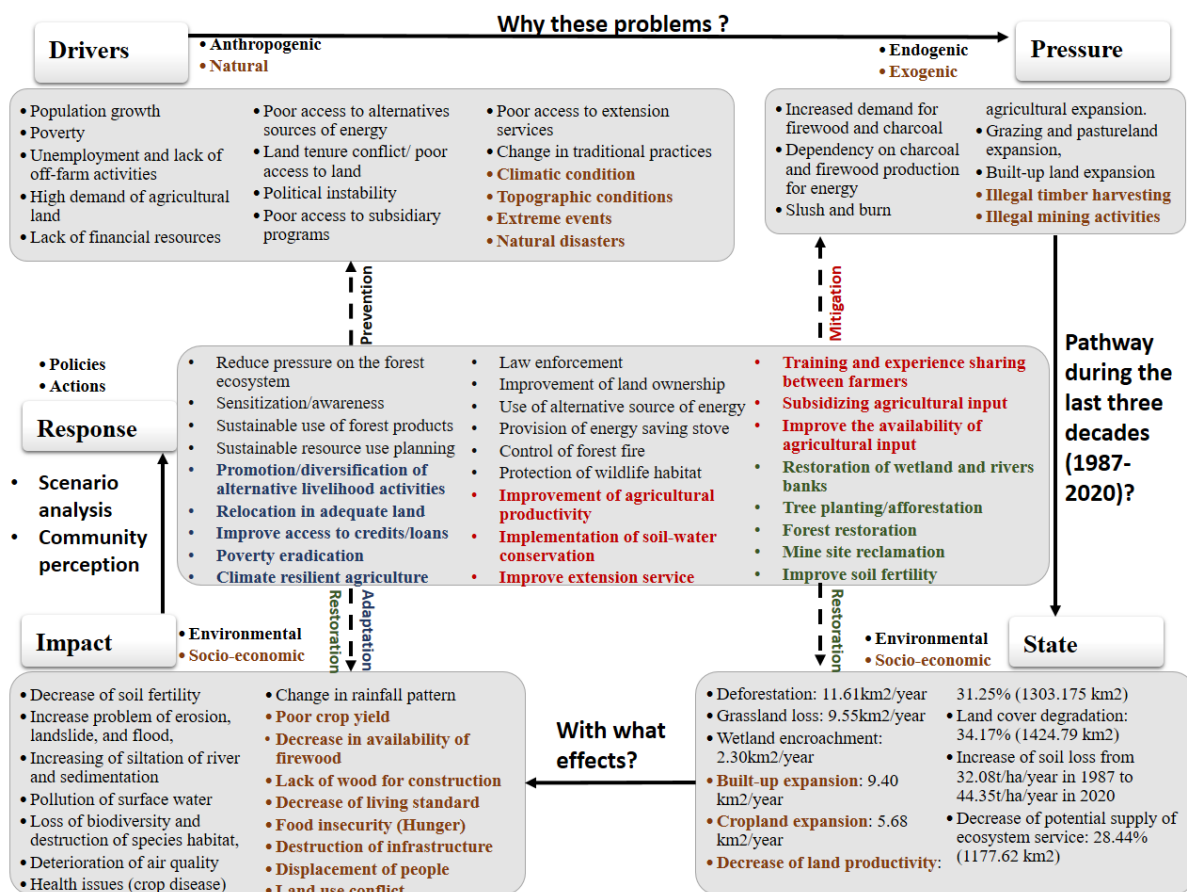 Why these problems ?
Drivers
• Anthropogenic
• Natural
• Endogenic
• Exogenic
Pressure
• Population growth
• Poverty
• Unemployment and lack of
off-farm activities
• High demand of agricultural
land
• Lack of financial resources
• Poor access to alternatives
sources of energy
• Land tenure conflict/ poor
access to land
• Political instability
• Poor access to subsidiary
programs
• Poor access to extension
services
• Change in traditional practices
• Climatic condition
• Topographic conditions
• Extreme events
• Natural disasters
• Increased demand for
firewood and charcoal
• Dependency on charcoal
and firewood production
for energy
• Slush and burn
agricultural expansion.
• Grazing and pastureland
expansion,
• Built-up land expansion
• Illegal timber harvesting
• Illegal mining activities
Prevention
Mitigation
• Policies
• Actions
Response
• Scenario
analysis
• Community
perception
• Reduce pressure on the forest
ecosystem
• Sensitization/awareness
• Sustainable use of forest products
• Sustainable resource use planning
• Promotion/diversification of
alternative livelihood activities
• Relocation in adequate land
• Improve access to credits/loans
• Poverty eradication
• Climate resilient agriculture
• Law enforcement
• Improvement of land ownership
• Use of alternative source of energy
• Provision of energy saving stove
• Control of forest fire
• Protection of wildlife habitat
• Improvement of agricultural
productivity
• Implementation of soil-water
conservation
• Improve extension service
• Training and experience sharing
between farmers
• Subsidizing agricultural input
• Improve the availability of
agricultural input
• Restoration of wetland and rivers
banks
• Tree planting/afforestation
• Forest restoration
• Mine site reclamation
• Improve soil fertility
Pathway
during the
last three
decades
(1987-
2020)?
Restoration
Adaptation
Restoration
Impact
• Environmental
• Socio-economic
• Environmental
• Socio-economic
State
• Decrease of soil fertility
• Increase problem of erosion,
landslide, and flood,
• Increasing of siltation of river
and sedimentation
• Pollution of surface water
• Loss of biodiversity and
destruction of species habitat,
• Deterioration of air quality
• Health issues (crop disease)
• Change in rainfall pattern
• Poor crop yield
• Decrease in availability of
firewood
• Lack of wood for construction
• Decrease of living standard
• Food insecurity (Hunger)
• Destruction of infrastructure
• Displacement of people
• Land use conflict
With what
effects?
• Deforestation: 11.61km2/year
• Grassland loss: 9.55km2/year
• Wetland encroachment:
2.30km2/year
• Built-up expansion: 9.40
km2/year
• Cropland expansion: 5.68
km2/year
• Decrease of land productivity:
31.25% (1303.175 km2)
• Land cover degradation:
34.17% (1424.79 km2)
• Increase of soil loss from
32.08t/ha/year in 1987 to
44.35t/ha/year in 2020
• Decrease of potential supply of
ecosystem service: 28.44%
(1177.62 km2)